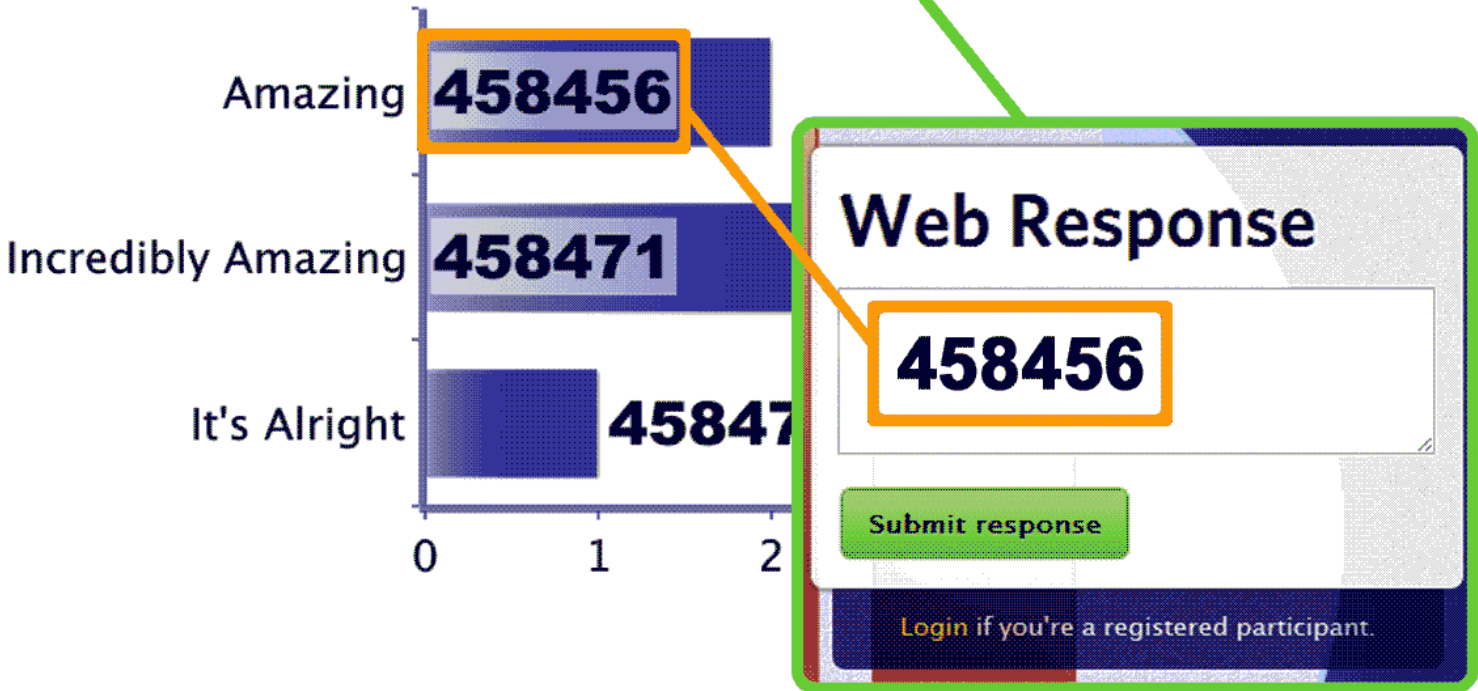 Amazing 458456
Incredibly Amazing 458471
It's Alright 45847
0 1 2
Web Response
458456
Submit response
Login if you're a registered participant.